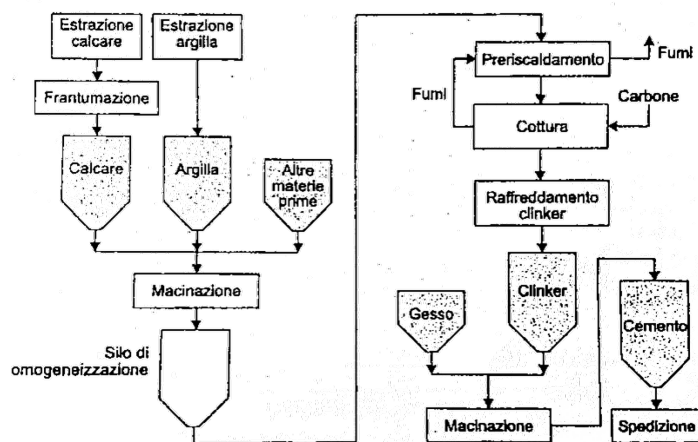 Estrazione
calcare
Estrazione
argilla
Frantumazione
Calcare
Argilla
Altre
materie
prime
Macinazione
Silo di
omogeneizzazione
Preriscaldamento
Fumi
Fumi
Carbone
Cottura
Raffreddamento
clinker
Clinker
Gesso
Cemento
Macinazione
Spedizione